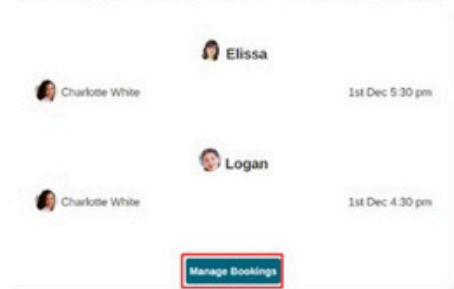 Elissa
Charlotte White 1st Dec 5:30 pm
Logan
Charlotte White 1st Dec 4:30 pm
Manage Bookings